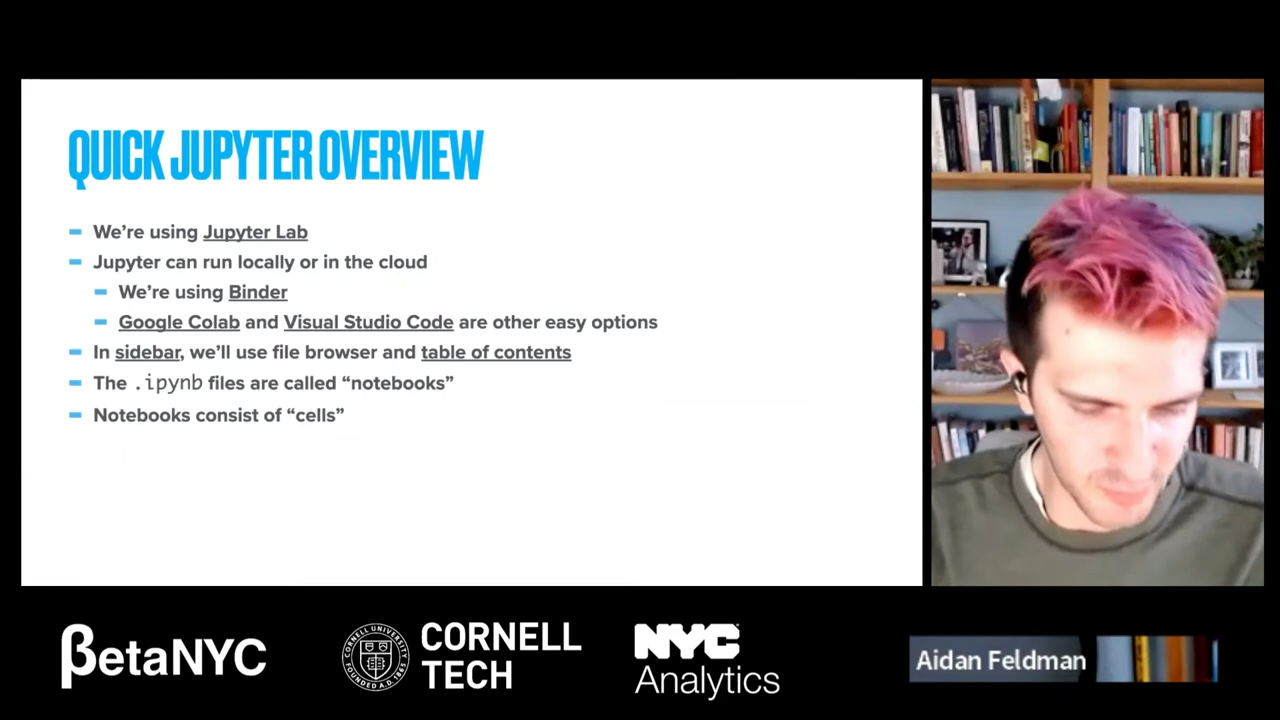 QUICK JUPYTER OVERVIEW
We’re using Jupyter Lab
Jupyter can run locally or in the cloud
We’re using Binder
Google Colab and Visual Studio Code are other easy options
In sidebar, we’ll use file browser and table of contents
The .ipynb files are called “notebooks”
Notebooks consist of “cells”
βetaNYC
CORNELL
TECH
NYC
Analytics
Aidan Feldman